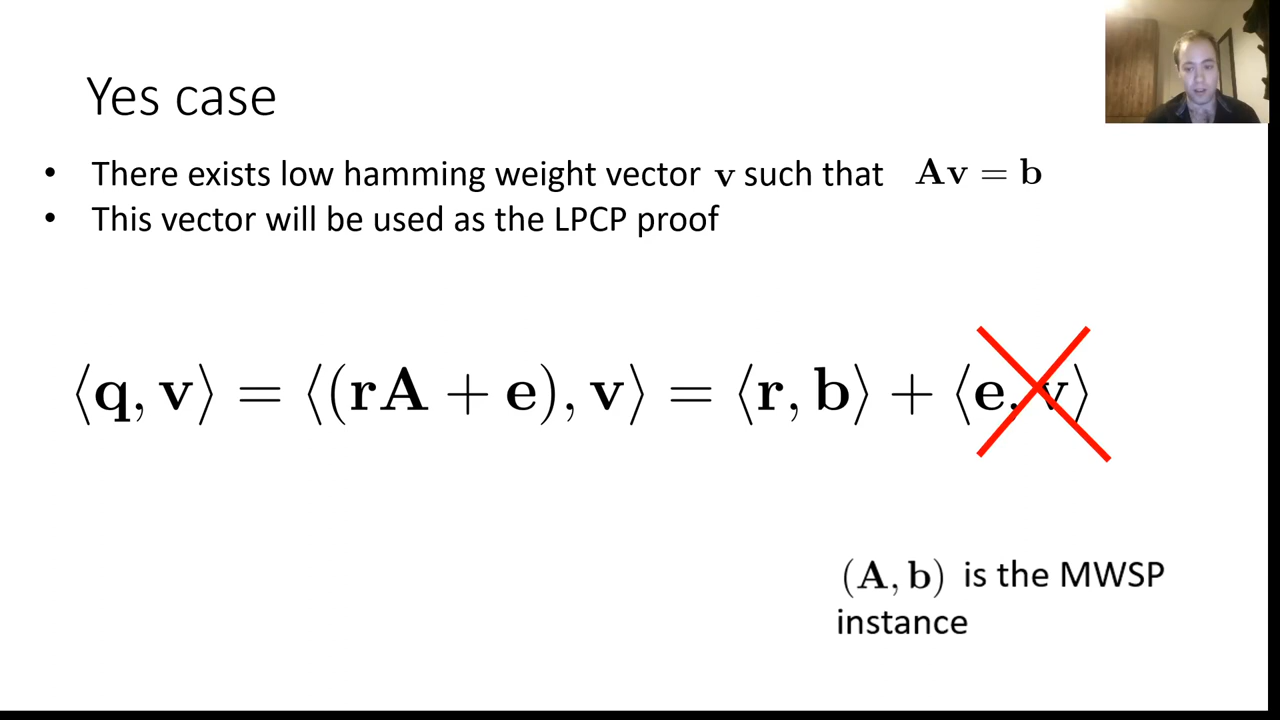 Yes case
• There exists low hamming weight vector v such that Av = b
• This vector will be used as the LPCP proof
⟨q, v⟩ = ⟨(rA + e), v⟩ = ⟨r, b⟩ + ⟨e, v⟩
(A, b) is the MWSP
instance